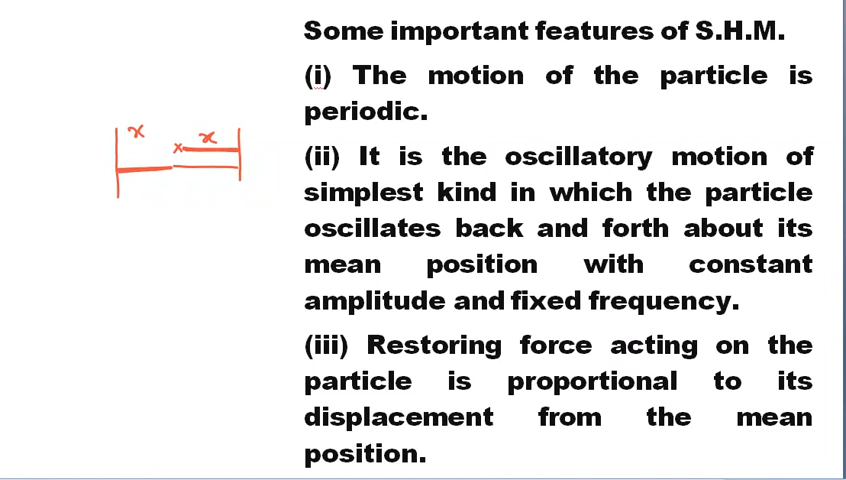 Some important features of S.H.M.
(i) The motion of the particle is
periodic.
(ii) It is the oscillatory motion of
simplest kind in which the particle
oscillates back and forth about its
mean position with constant
amplitude and fixed frequency.
(iii) Restoring force acting on the
particle is proportional to its
displacement from the mean
position.
x
x x